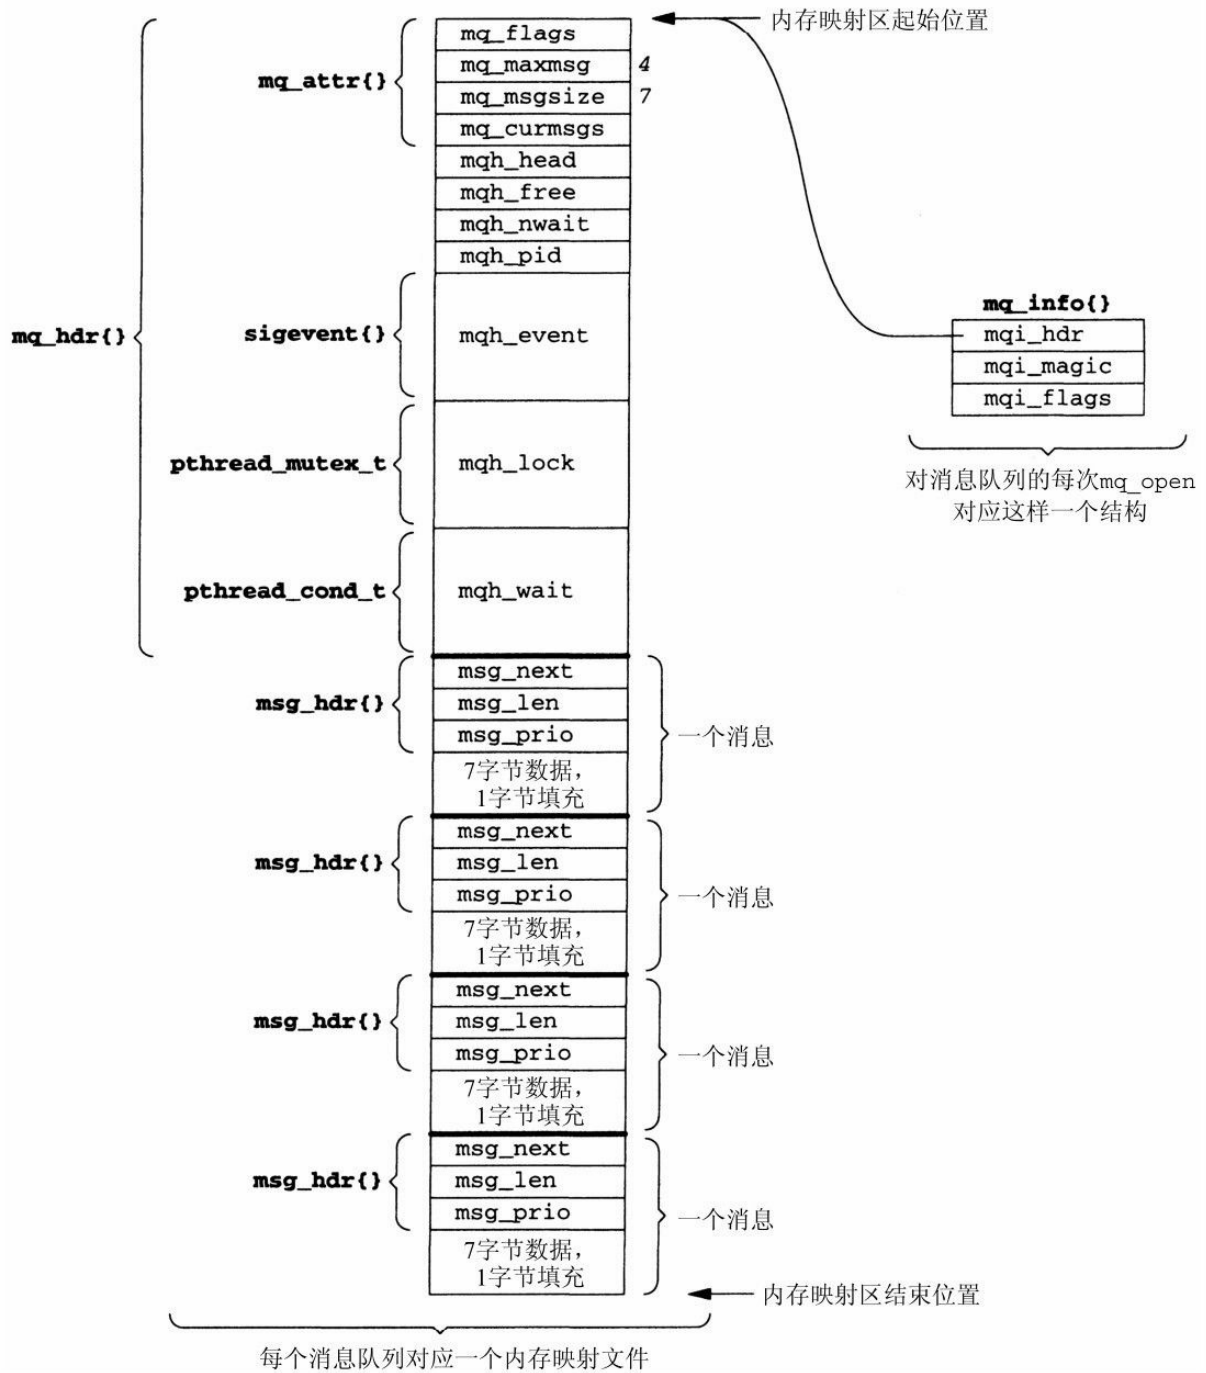 内存映射区起始位置
mq_flags
mq_attr{}
mq_maxmsg 4
mq_msgsize 7
mq_curmsgs
mqh_head
mqh_free
mqh_nwait
mqh_pid
mq_hdr{}
sigevent{}
mqh_event
mq_info{}
mqi_hdr
mqi_magic
mqi_flags
对消息队列的每次mq_open
对应这样一个结构
pthread_mutex_t
mqh_lock
pthread_cond_t
mqh_wait
msg_hdr{}
msg_next
msg_len
msg_prio
7字节数据，
1字节填充
一个消息
msg_hdr{}
msg_next
msg_len
msg_prio
7字节数据，
1字节填充
一个消息
msg_hdr{}
msg_next
msg_len
msg_prio
7字节数据，
1字节填充
一个消息
msg_hdr{}
msg_next
msg_len
msg_prio
7字节数据，
1字节填充
一个消息
内存映射区结束位置
每个消息队列对应一个内存映射文件